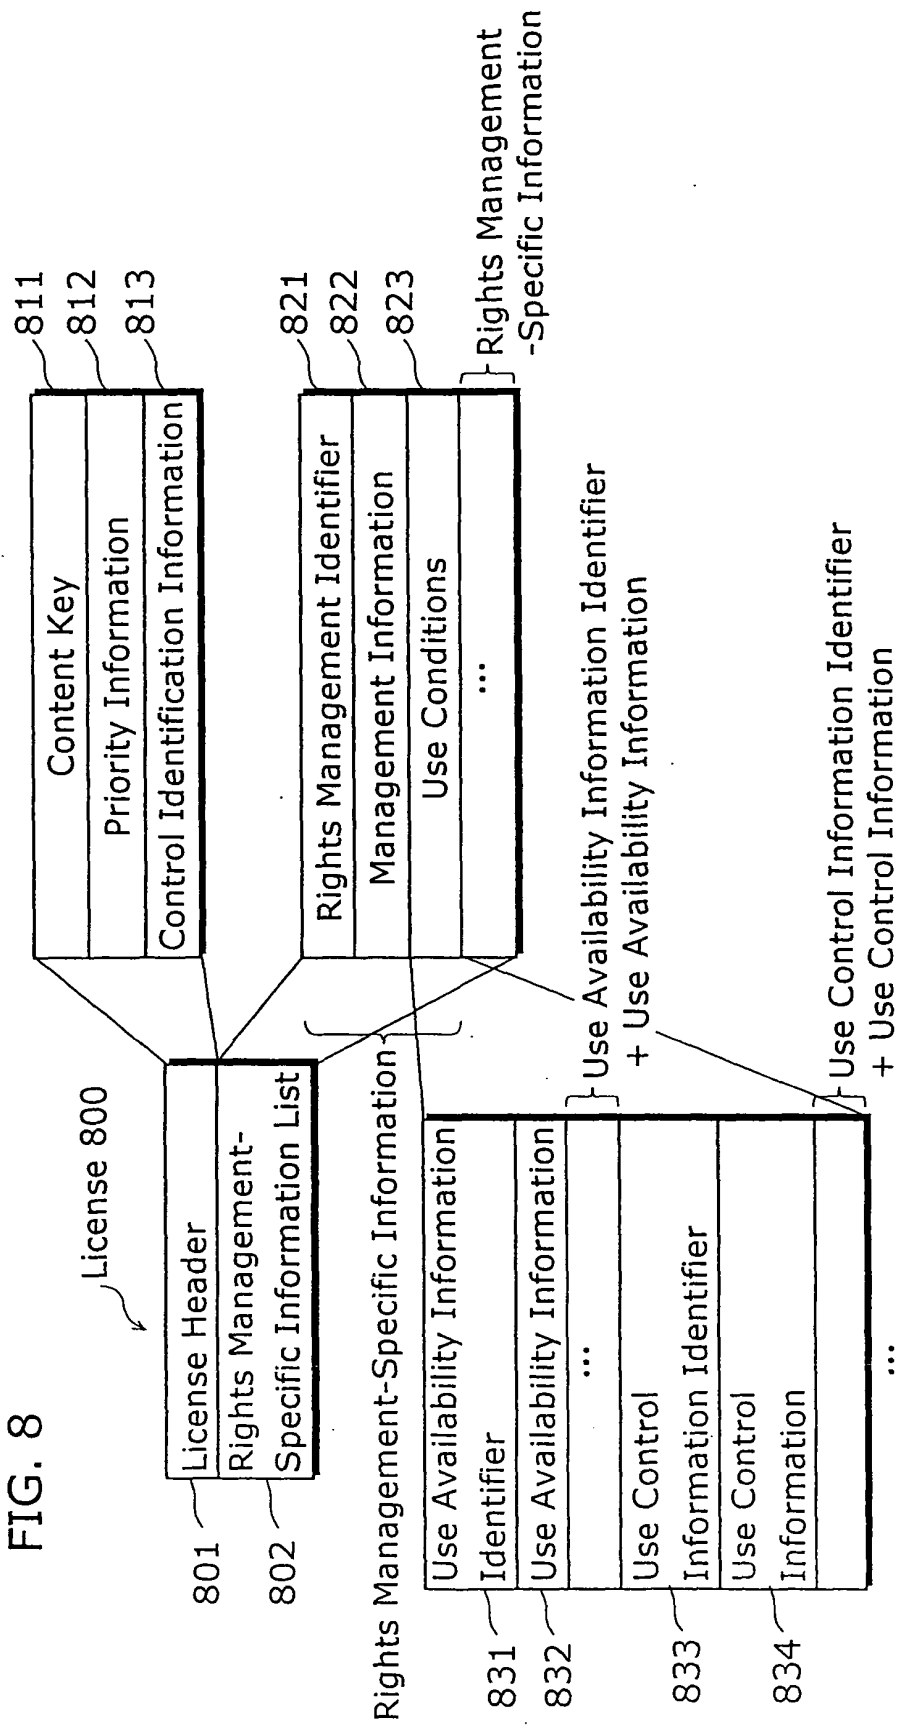 FIG. 8
License 800
801
License Header
802
Rights Management-
Specific Information List
Content Key
811
Priority Information
812
Control Identification Information
813
Rights Management Identifier
821
Management Information
822
Use Conditions
823
...
Rights Management
-Specific Information
Rights Management-Specific Information
Use Availability Information
Identifier
831
Use Availability Information
832
...
Use Availability Information Identifier
+ Use Availability Information
Use Control
Information Identifier
833
Use Control
Information
834
Use Control Information Identifier
+ Use Control Information
...